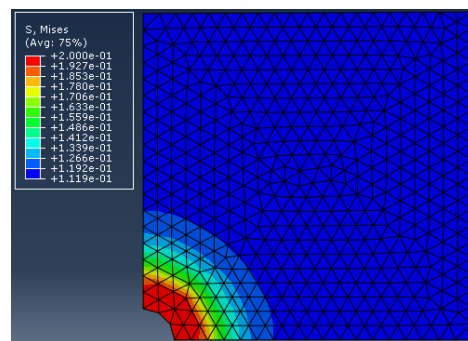 S, Mises
(Avg: 75%)
+2.000e-01
+1.927e-01
+1.853e-01
+1.780e-01
+1.706e-01
+1.633e-01
+1.559e-01
+1.486e-01
+1.412e-01
+1.339e-01
+1.266e-01
+1.192e-01
+1.119e-01